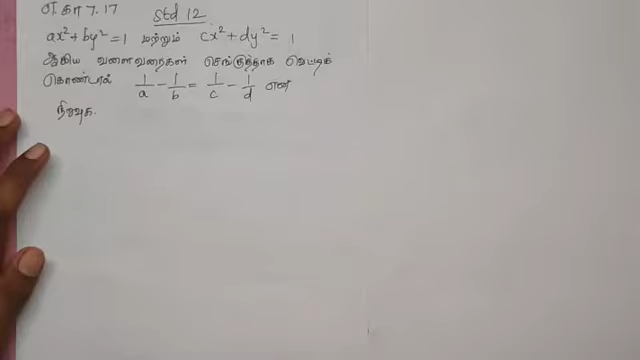 எ.கா 7.17
Std 12
ax² + by² = 1 மற்றும் cx² + dy² = 1
ஆகிய வளைவரைகள் செங்குத்தாக வெட்டிக்
கொண்டால் 1/a - 1/b = 1/c - 1/d என
நிறுவுக.